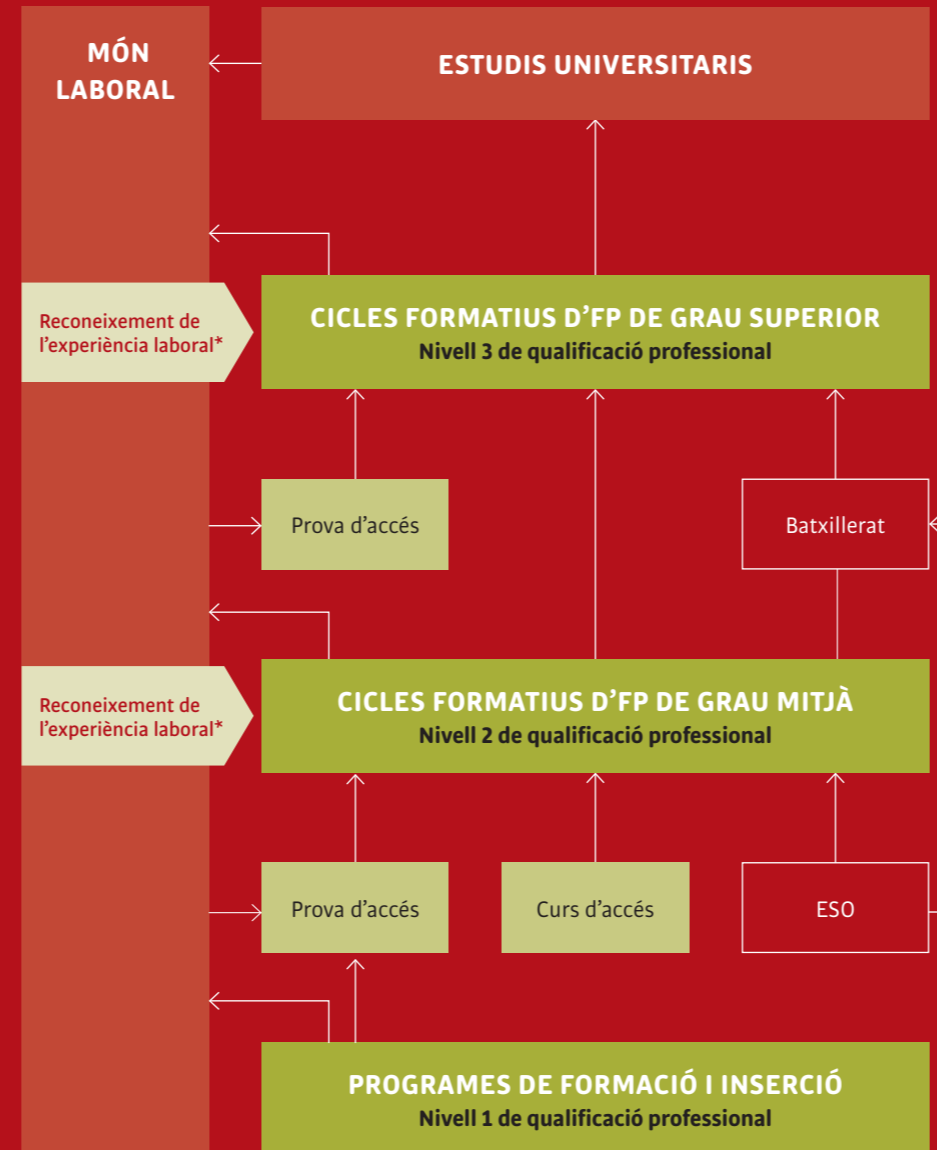 MÓN
LABORAL
ESTUDIS UNIVERSITARIS
Reconeixement de
l’experiència laboral*
CICLES FORMATIUS D’FP DE GRAU SUPERIOR
Nivell 3 de qualificació professional
Prova d’accés
Batxillerat
Reconeixement de
l’experiència laboral*
CICLES FORMATIUS D’FP DE GRAU MITJÀ
Nivell 2 de qualificació professional
Prova d’accés
Curs d’accés
ESO
PROGRAMES DE FORMACIÓ I INSERCIÓ
Nivell 1 de qualificació professional